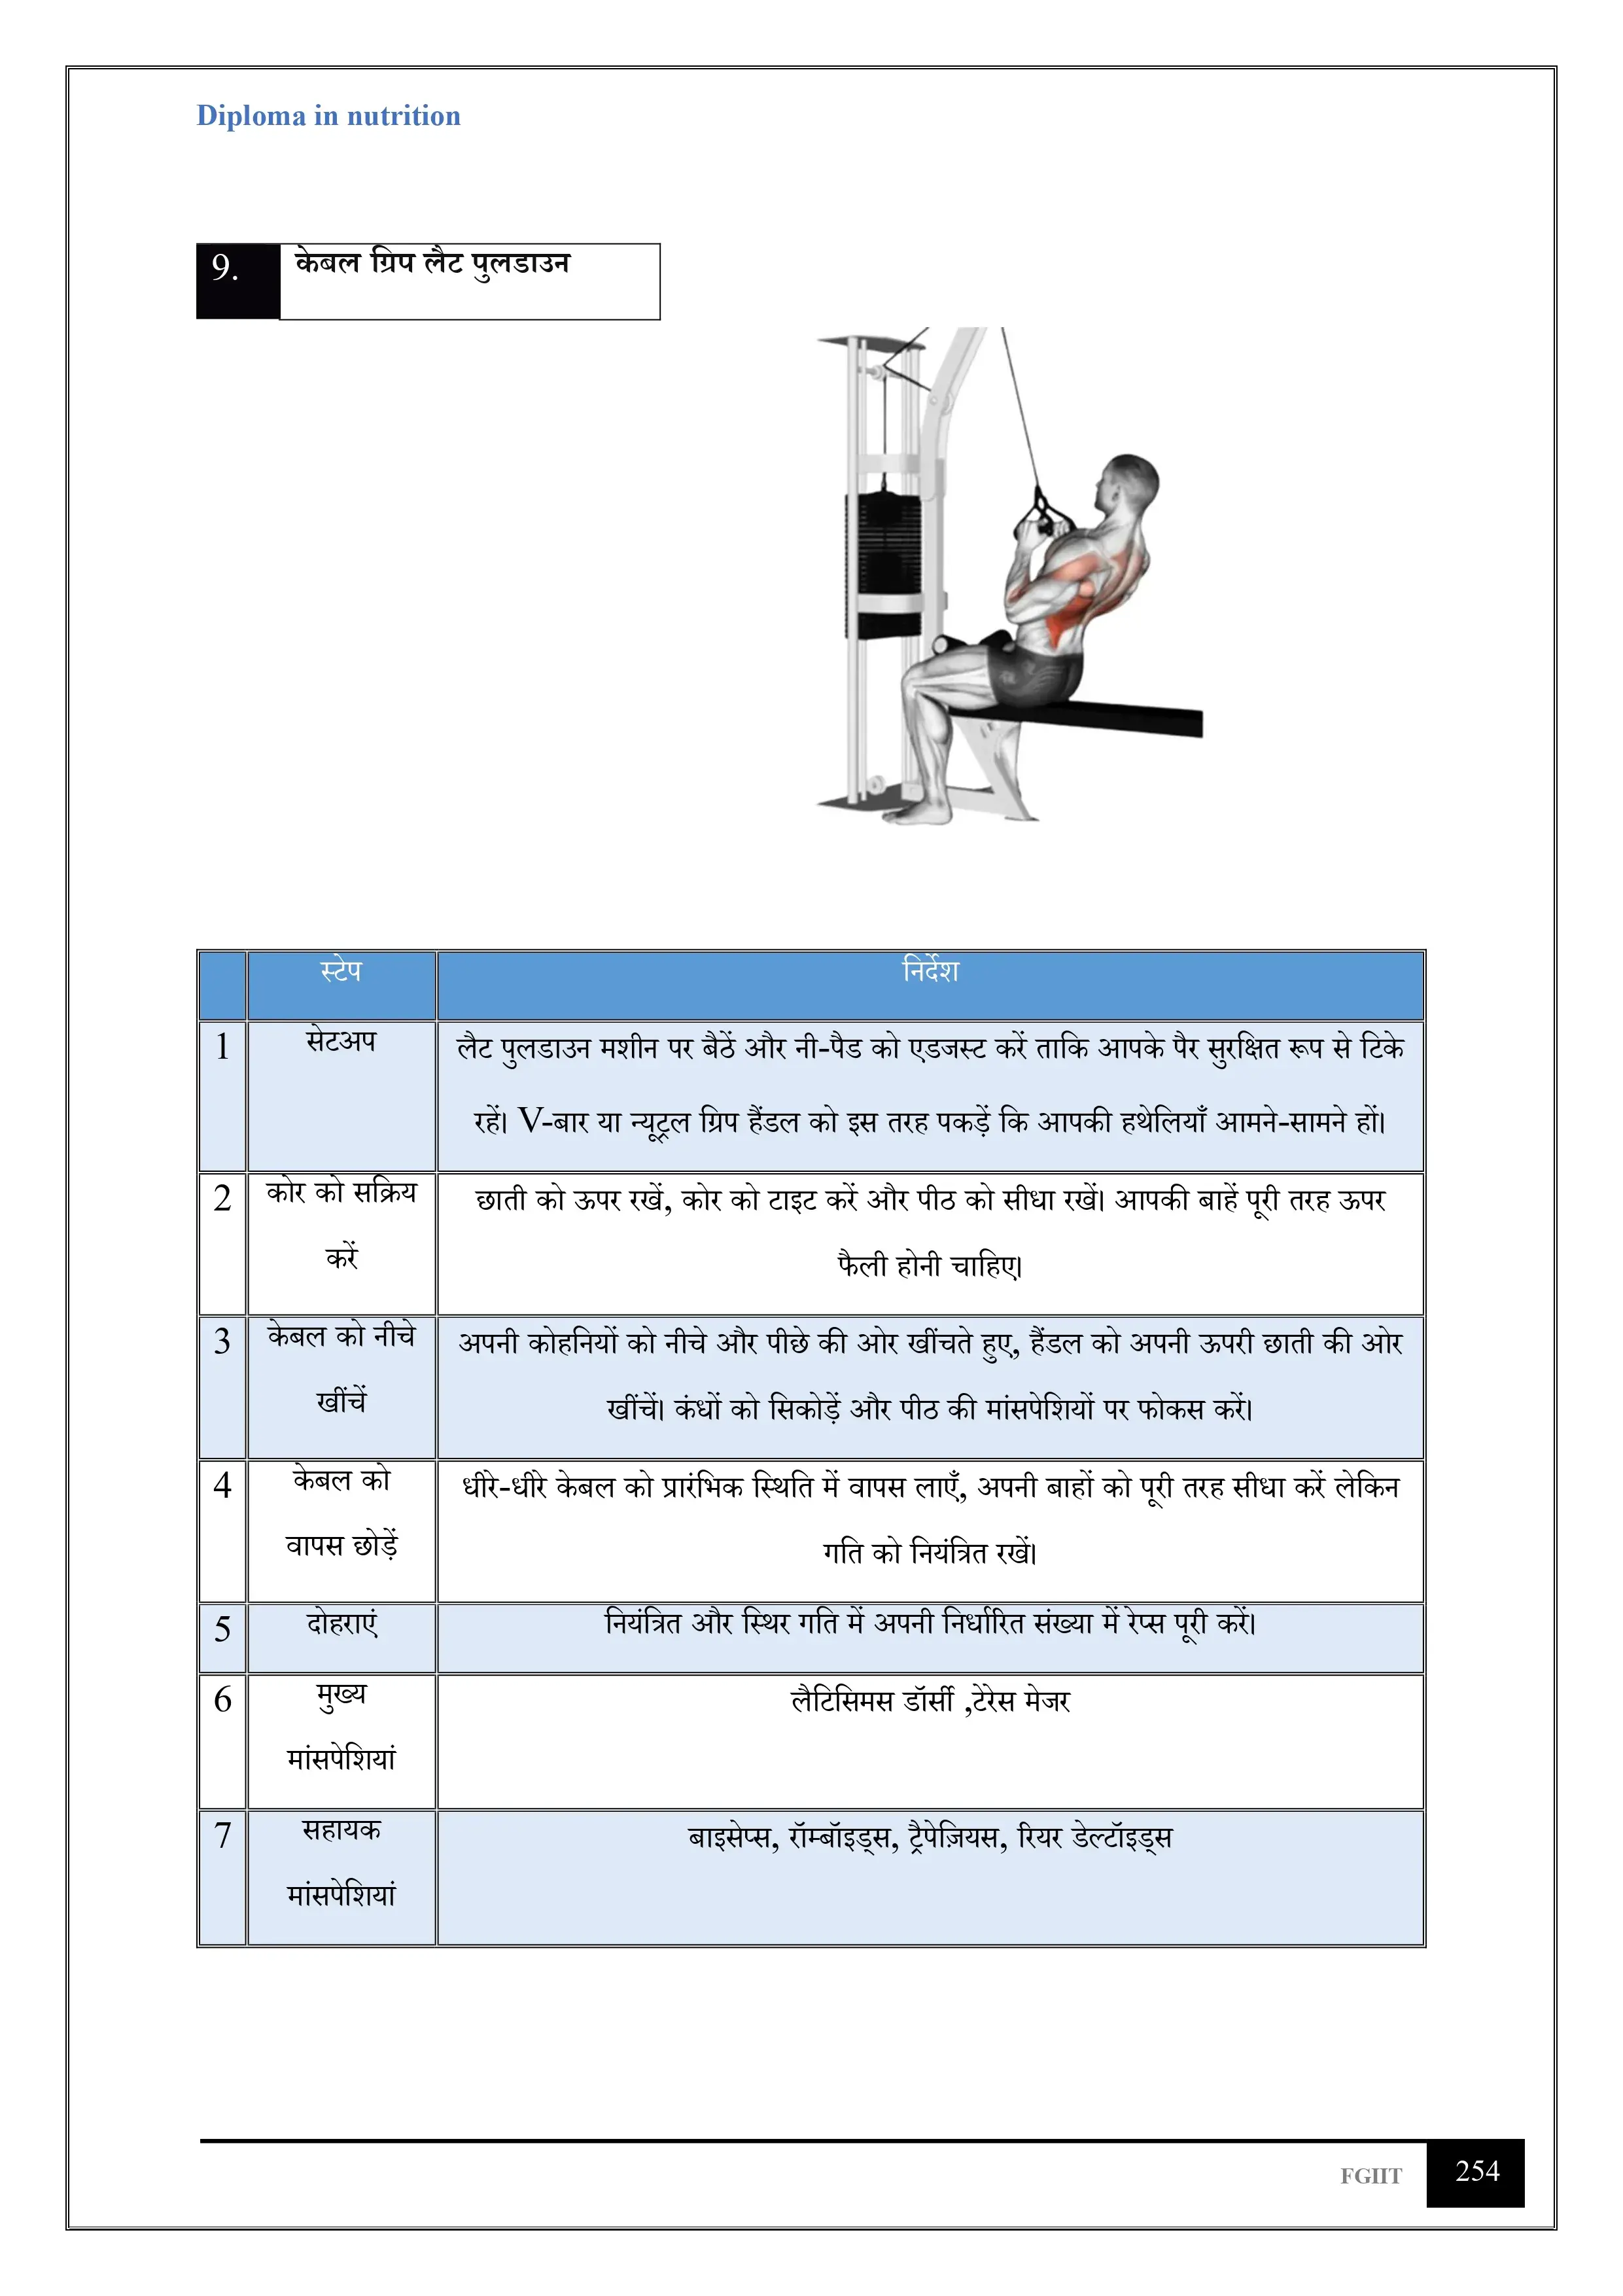 Diploma in nutrition
9. केबल ग्रिप लैट पुलडाउन
स्टेप निर्देश
1 सेटअप लैट पुलडाउन मशीन पर बैठें और नी-पैड को एडजस्ट करें ताकि आपके पैर सुरक्षित रूप से टिके
रहें। V-बार या न्यूट्रल ग्रिप हैंडल को इस तरह पकड़ें कि आपकी हथेलियाँ आमने-सामने हों।
2 कोर को सक्रिय छाती को ऊपर रखें, कोर को टाइट करें और पीठ को सीधा रखें। आपकी बाहें पूरी तरह ऊपर
करें फैली होनी चाहिए।
3 केबल को नीचे अपनी कोहनियों को नीचे और पीछे की ओर खींचते हुए, हैंडल को अपनी ऊपरी छाती की ओर
खींचें खींचें। कंधों को सिकोड़ें और पीठ की मांसपेशियों पर फोकस करें।
4 केबल को धीरे-धीरे केबल को प्रारंभिक स्थिति में वापस लाएँ, अपनी बाहों को पूरी तरह सीधा करें लेकिन
वापस छोड़ें गति को नियंत्रित रखें।
5 दोहराएं नियंत्रित और स्थिर गति में अपनी निर्धारित संख्या में रेप्स पूरी करें।
6 मुख्य लैटिसिमस डॉर्सी ,टेरेस मेजर
मांसपेशियां
7 सहायक बाइसेप्स, रॉम्बॉइड्स, ट्रैपेज़ियस, रियर डेल्टॉइड्स
मांसपेशियां
FGIIT 254